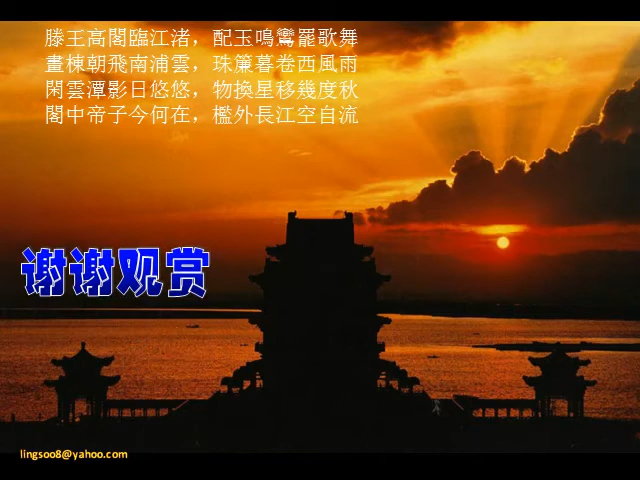 滕王高閣臨江渚，配玉鳴鸞罷歌舞
畫棟朝飛南浦雲，珠簾暮卷西風雨
閑雲潭影日悠悠，物換星移幾度秋
閣中帝子今何在，檻外長江空自流
谢谢观赏
lingsoo8@yahoo.com